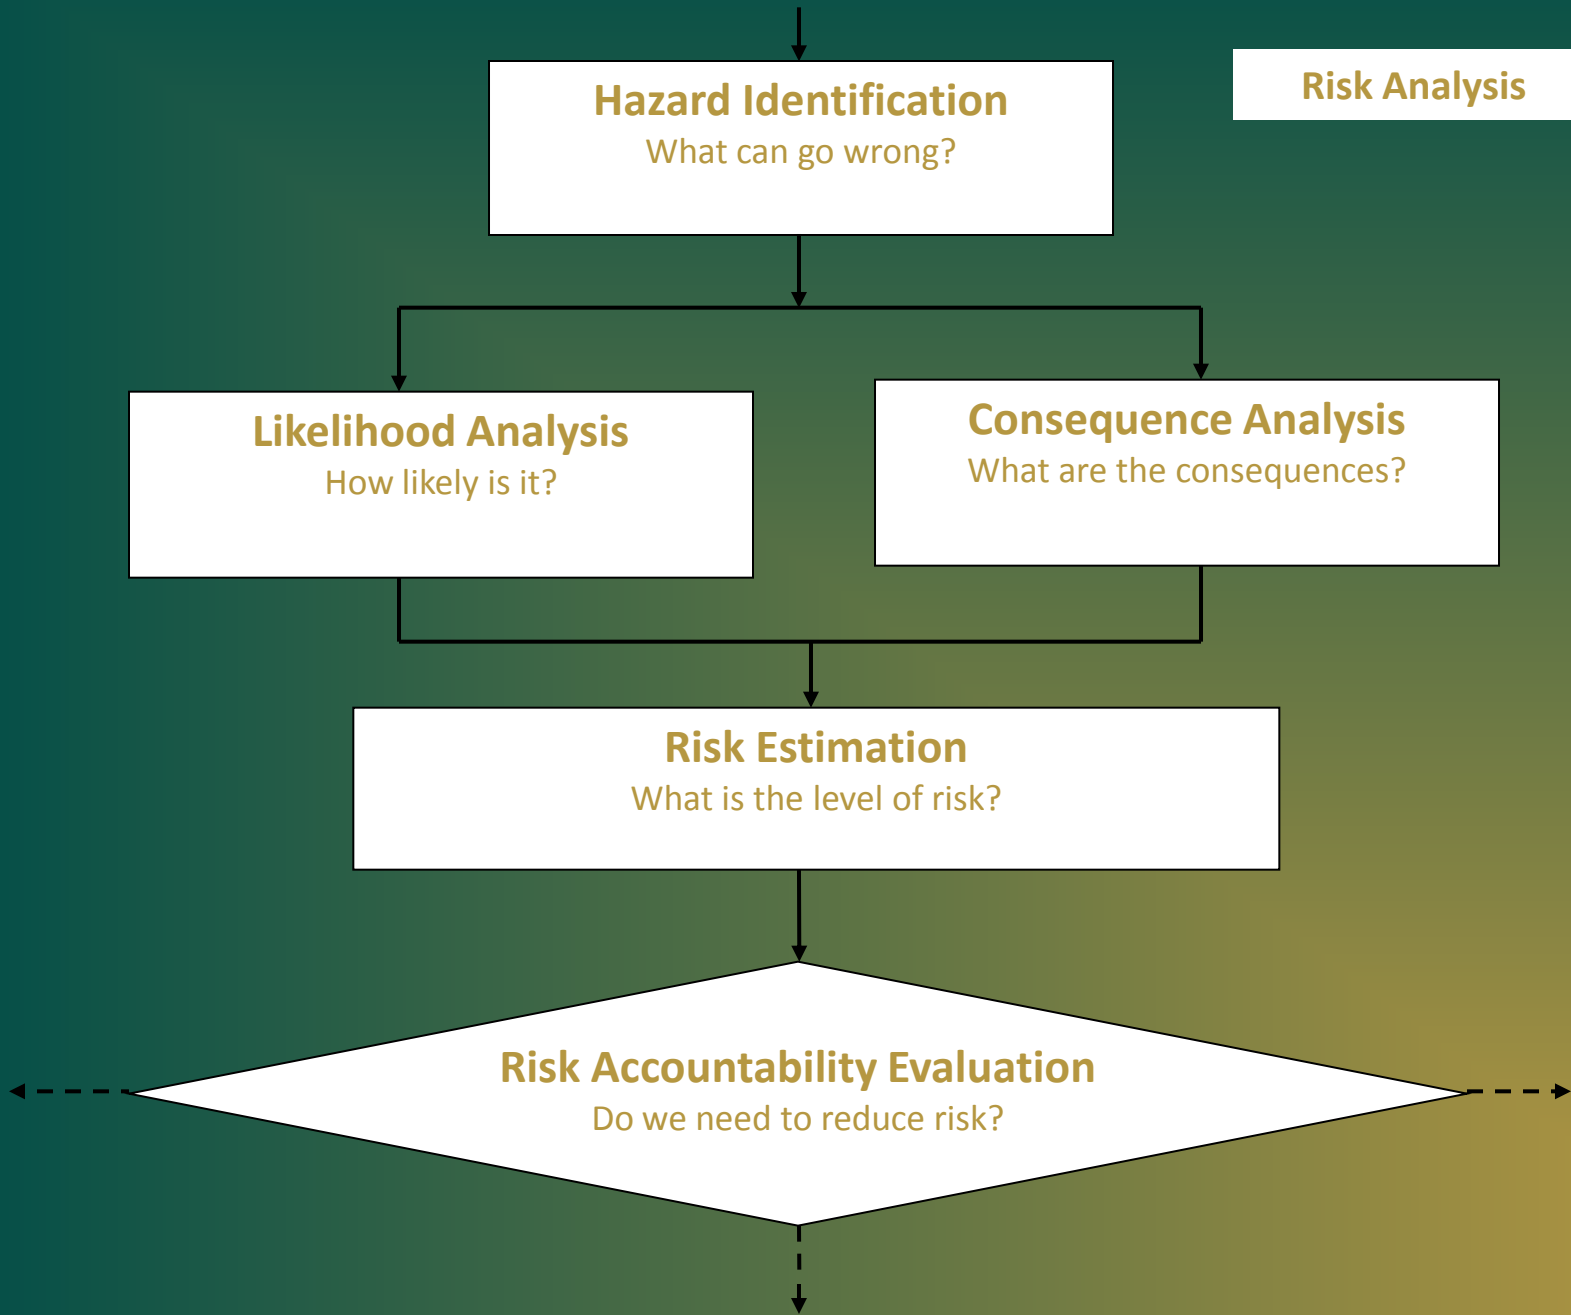 Risk Analysis
Hazard Identification
What can go wrong?
Likelihood Analysis
How likely is it?
Consequence Analysis
What are the consequences?
Risk Estimation
What is the level of risk?
Risk Accountability Evaluation
Do we need to reduce risk?